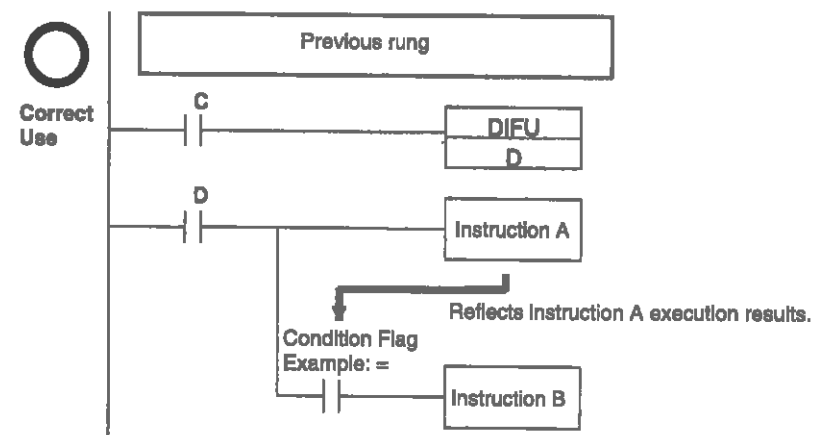 Previous rung
Correct
Use
C
DIFU
D
D
Instruction A
Reflects Instruction A execution results.
Condition Flag
Example: =
Instruction B